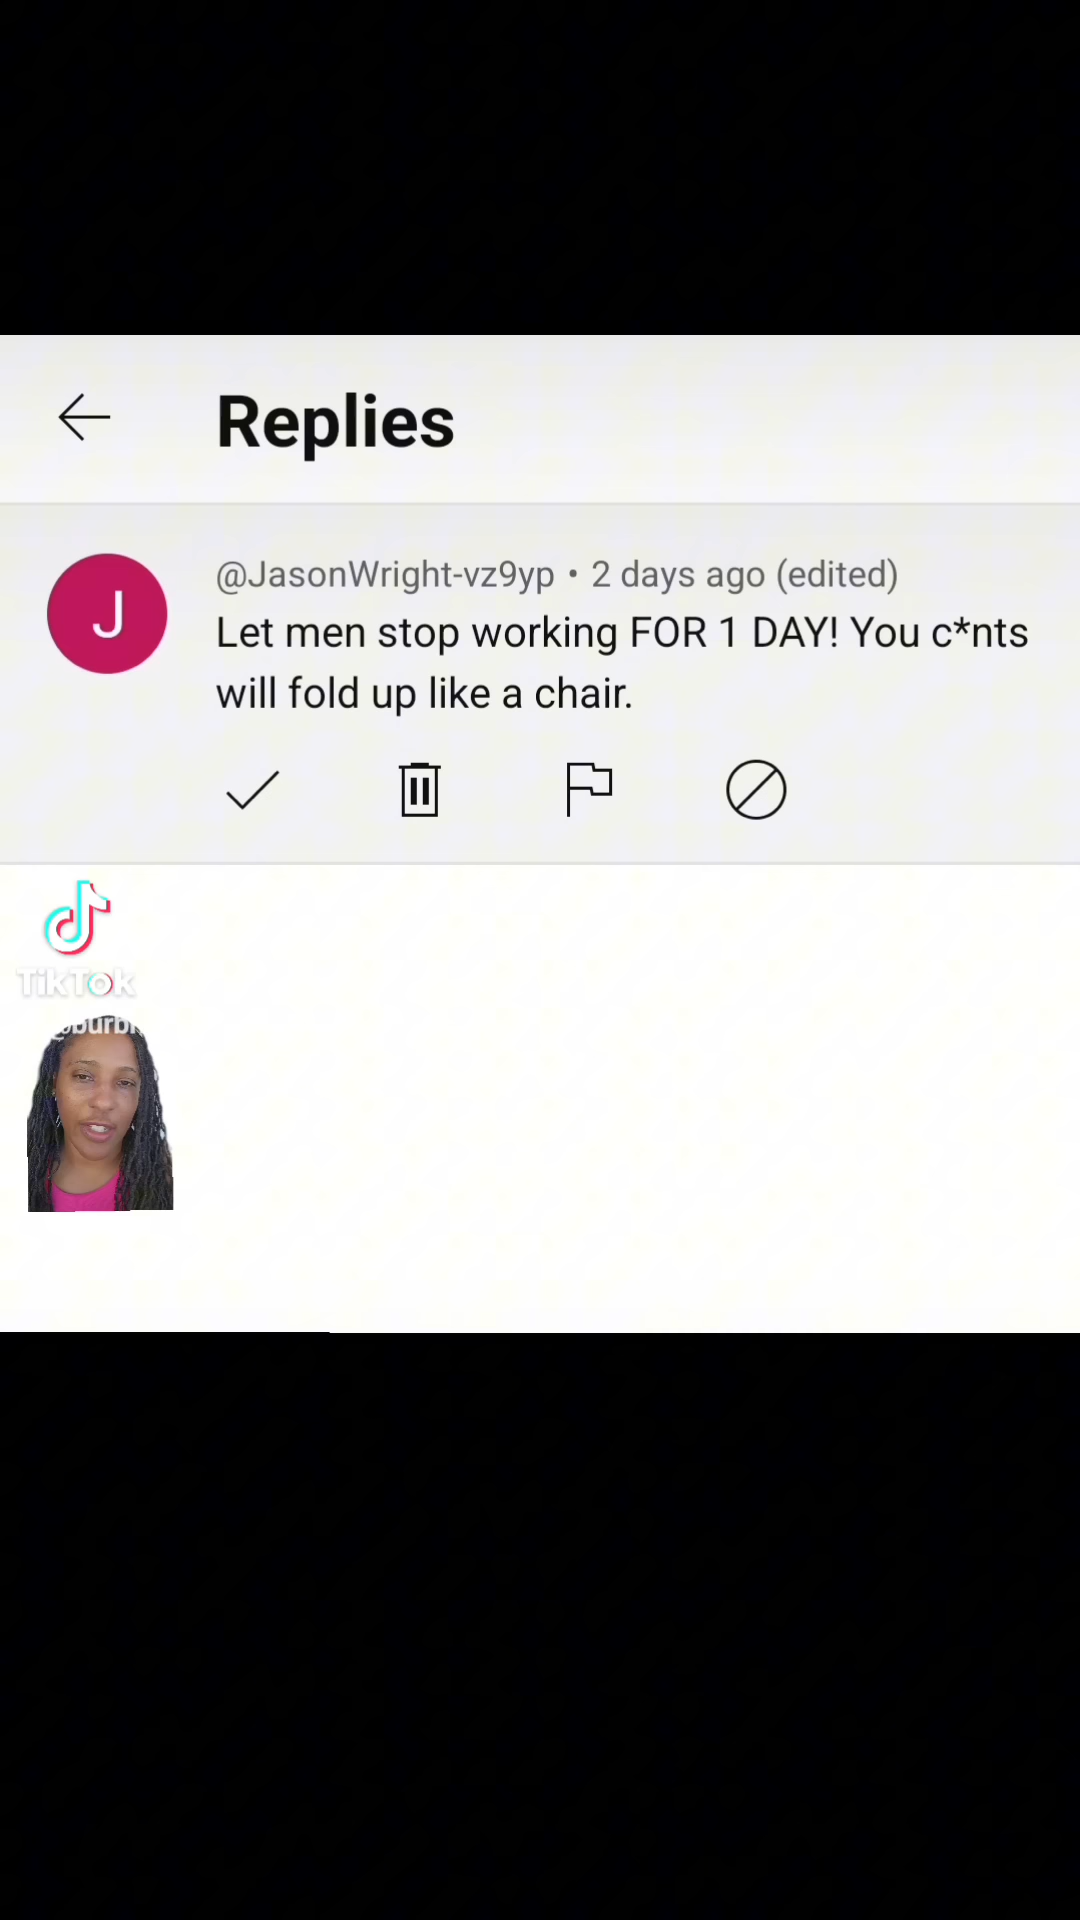 Replies
@JasonWright-vz9yp • 2 days ago (edited)
Let men stop working FOR 1 DAY! You c*nts
will fold up like a chair.
J
TikTok